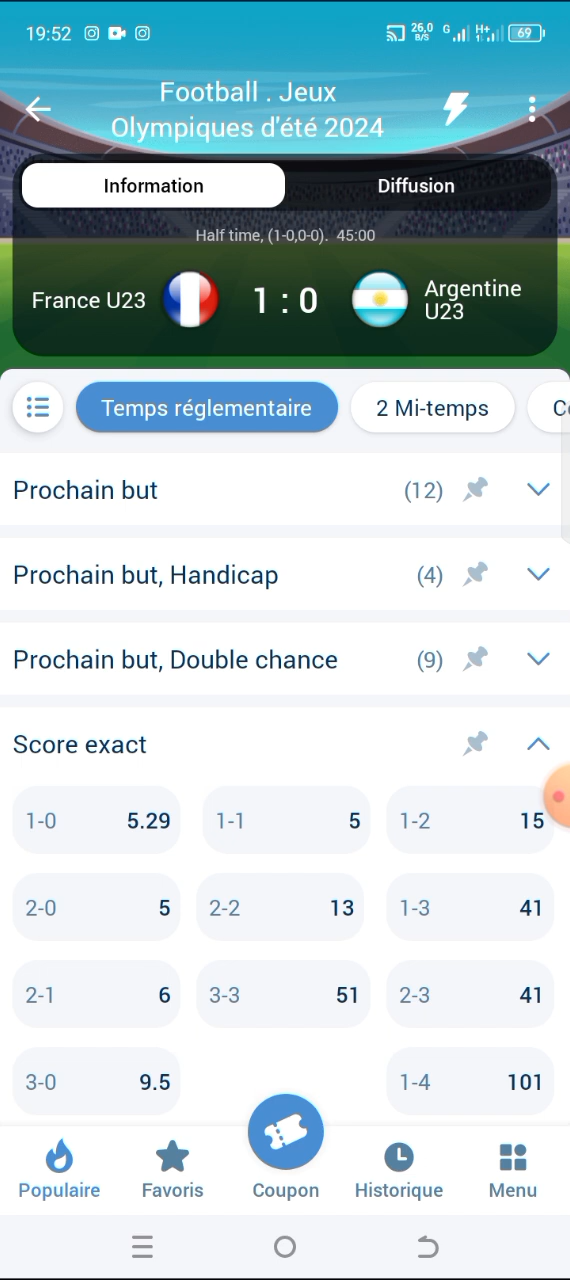 19:52
26,0 B/S
G
H+
69
Football . Jeux
Olympiques d'été 2024
Information
Diffusion
Half time, (1-0,0-0). 45:00
France U23
1 : 0
Argentine
U23
Temps réglementaire
2 Mi-temps
Prochain but
(12)
Prochain but, Handicap
(4)
Prochain but, Double chance
(9)
Score exact
1-0 5.29
1-1 5
1-2 15
2-0 5
2-2 13
1-3 41
2-1 6
3-3 51
2-3 41
3-0 9.5
1-4 101
Populaire
Favoris
Coupon
Historique
Menu